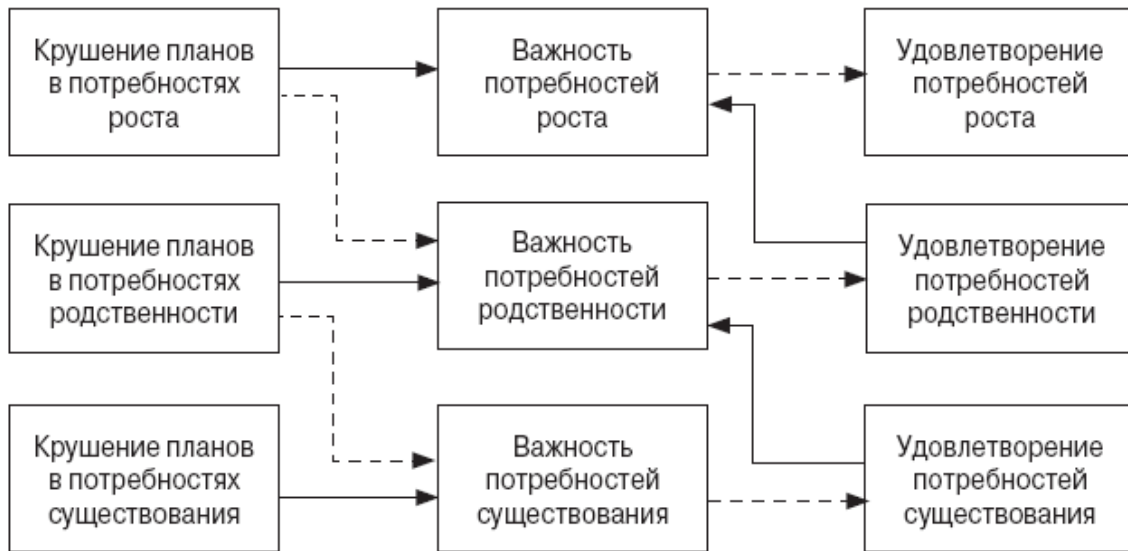 Крушение планов
в потребностях
роста
Важность
потребностей
роста
Удовлетворение
потребностей
роста
Крушение планов
в потребностях
родственности
Важность
потребностей
родственности
Удовлетворение
потребностей
родственности
Крушение планов
в потребностях
существования
Важность
потребностей
существования
Удовлетворение
потребностей
существования